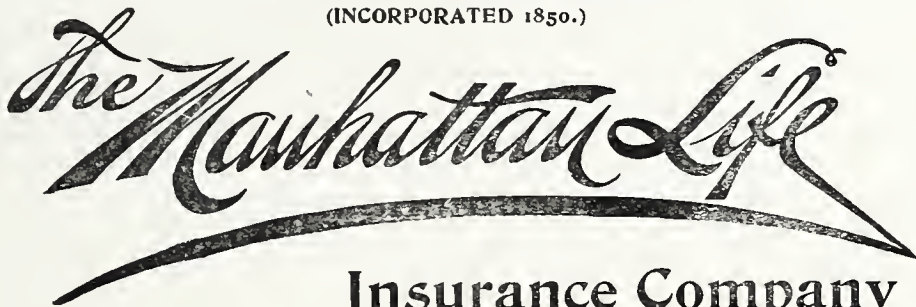 (INCORPORATED 1850.)
The Manhattan Life
Insurance Company